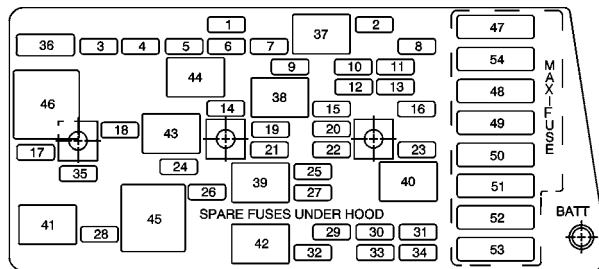 1 2 47
36 3 4 5 6 7 37 8
54
44 9 10 11
46 38 12 13 48
14 15 16
18 43 19 20 49
17 21 22 23 50
35 24 25
39 40 51
26 27
41 45 SPARE FUSES UNDER HOOD 52 BATT
28 42 29 30 31
32 33 34 53
MAXIFUSE